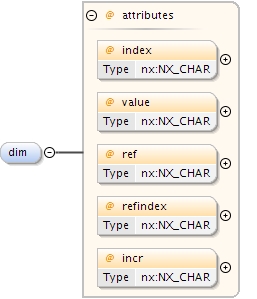 @ attributes
@ index
Type nx:NX_CHAR
@ value
Type nx:NX_CHAR
dim
@ ref
Type nx:NX_CHAR
@ refindex
Type nx:NX_CHAR
@ incr
Type nx:NX_CHAR